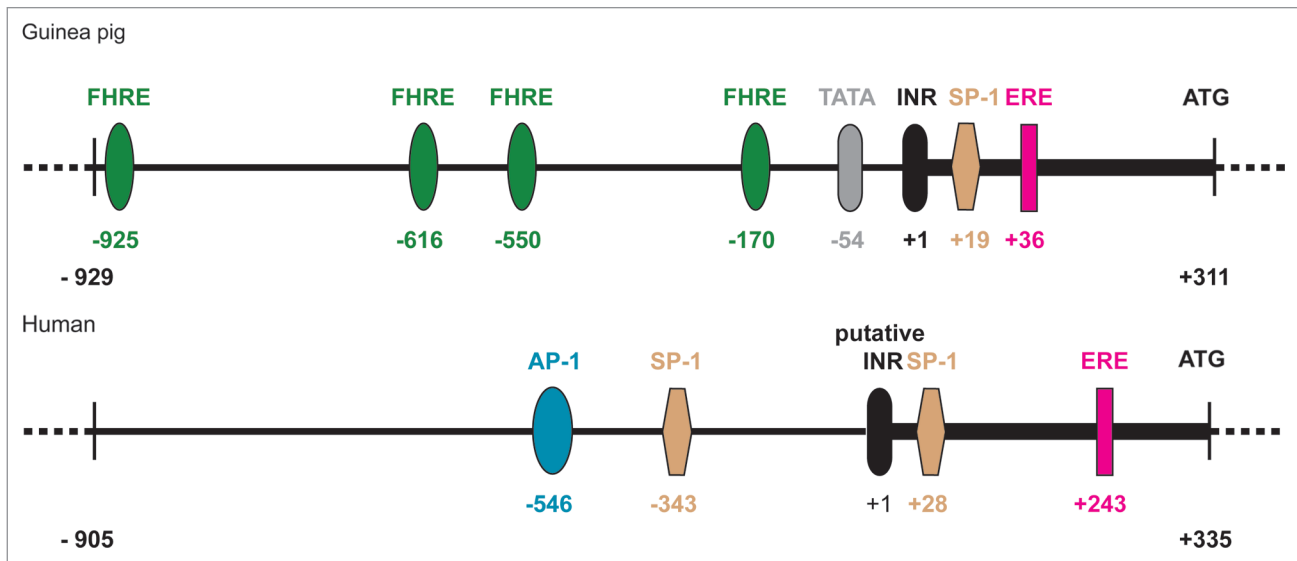 Guinea pig
FHRE FHRE FHRE FHRE TATA INR SP-1 ERE ATG
-925 -616 -550 -170 -54 +1 +19 +36
- 929 +311
Human
putative
AP-1 SP-1 INR SP-1 ERE ATG
-546 -343 +1 +28 +243
- 905 +335